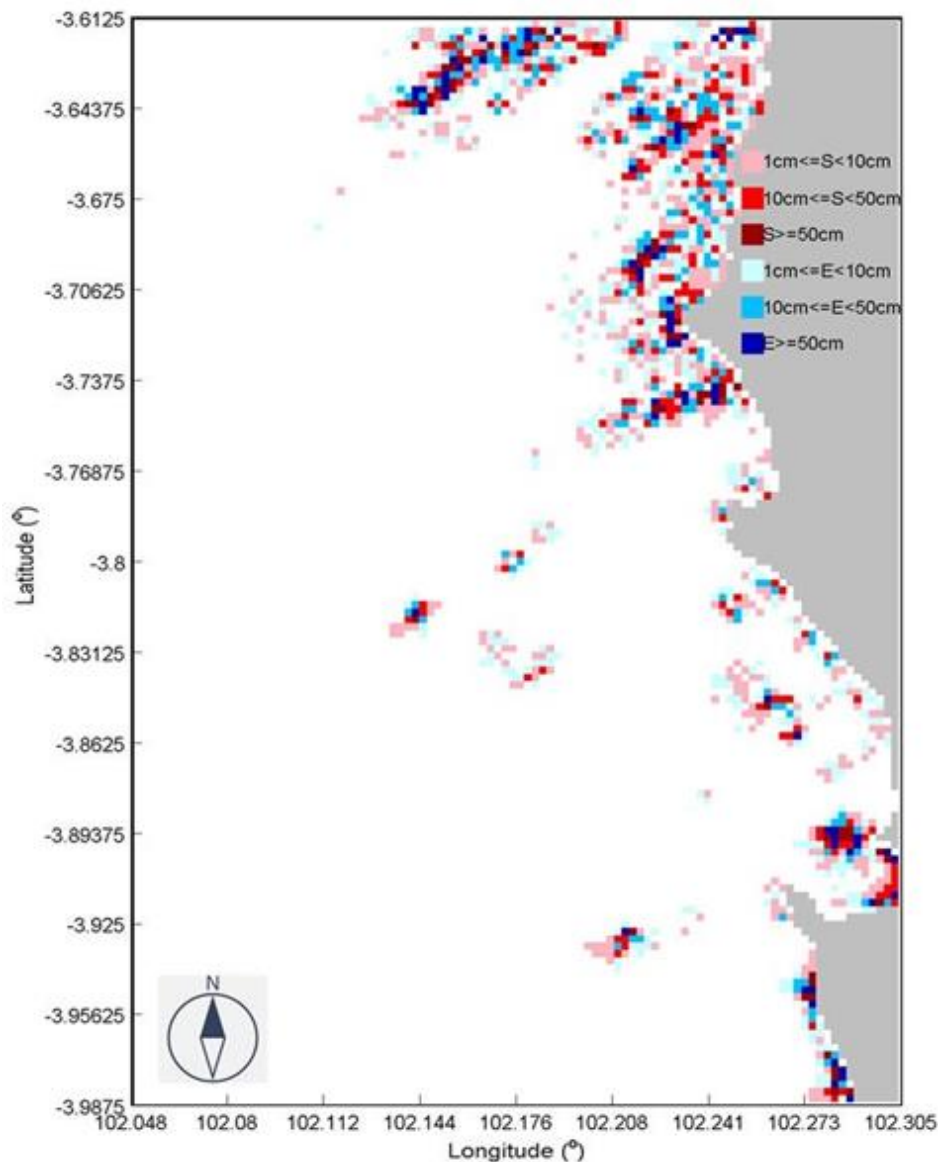 -3.6125
-3.64375
-3.675
-3.70625
-3.7375
-3.76875
-3.8
-3.83125
-3.8625
-3.89375
-3.925
-3.95625
-3.9875
Latitude (º)
1cm<=S<10cm
10cm<=S<50cm
S>=50cm
1cm<=E<10cm
10cm<=E<50cm
E>=50cm
N
102.048 102.08 102.112 102.144 102.176 102.208 102.241 102.273 102.305
Longitude (º)